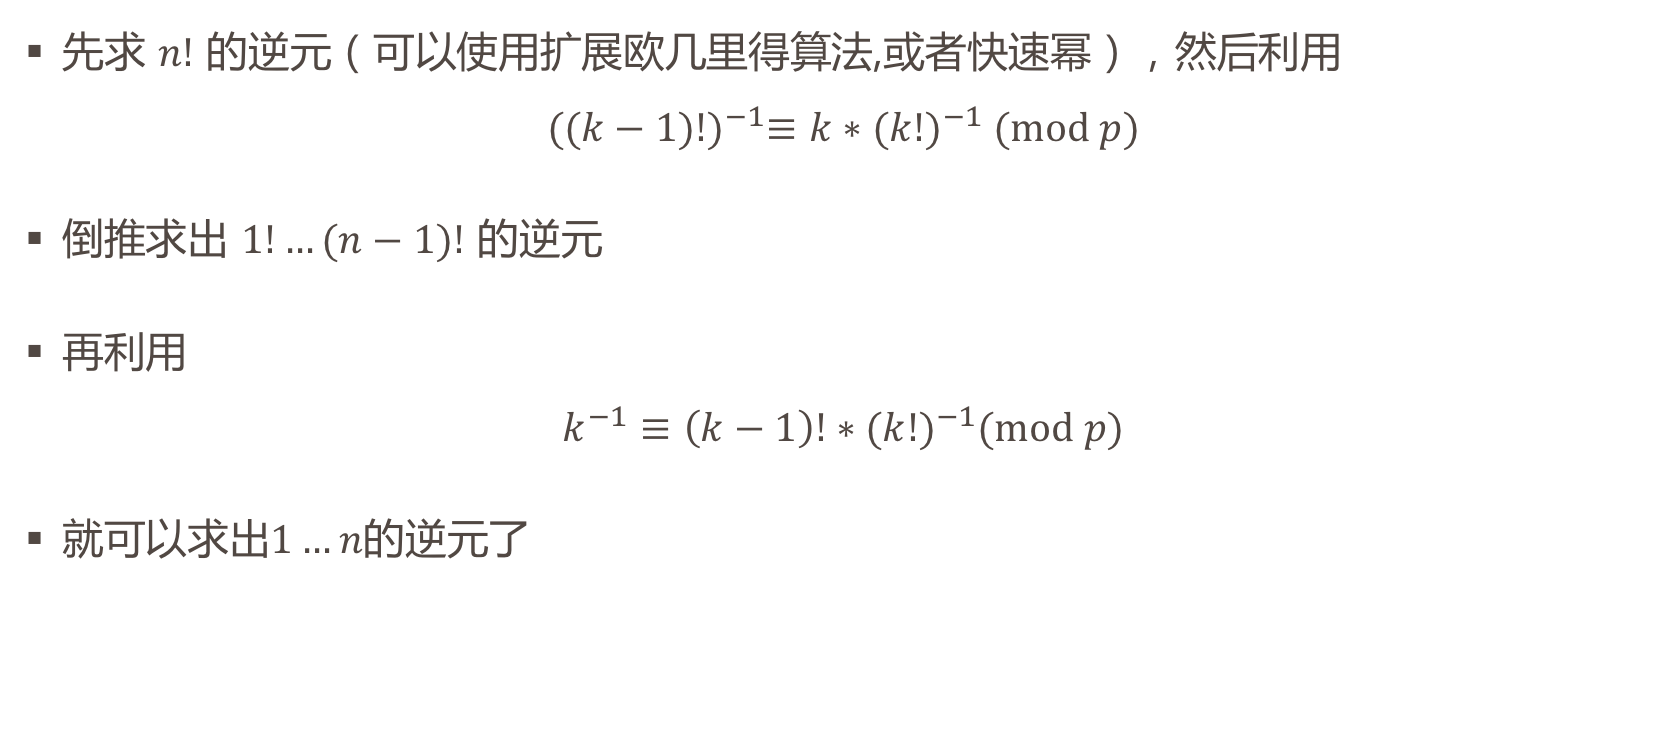 ▪ 先求 n! 的逆元（可以使用扩展欧几里得算法,或者快速幂），然后利用
((k − 1)!)⁻¹≡ k ∗ (k!)⁻¹ (mod p)
▪ 倒推求出 1! … (n − 1)! 的逆元
▪ 再利用
k⁻¹ ≡ (k − 1)! ∗ (k!)⁻¹(mod p)
▪ 就可以求出1 … n的逆元了